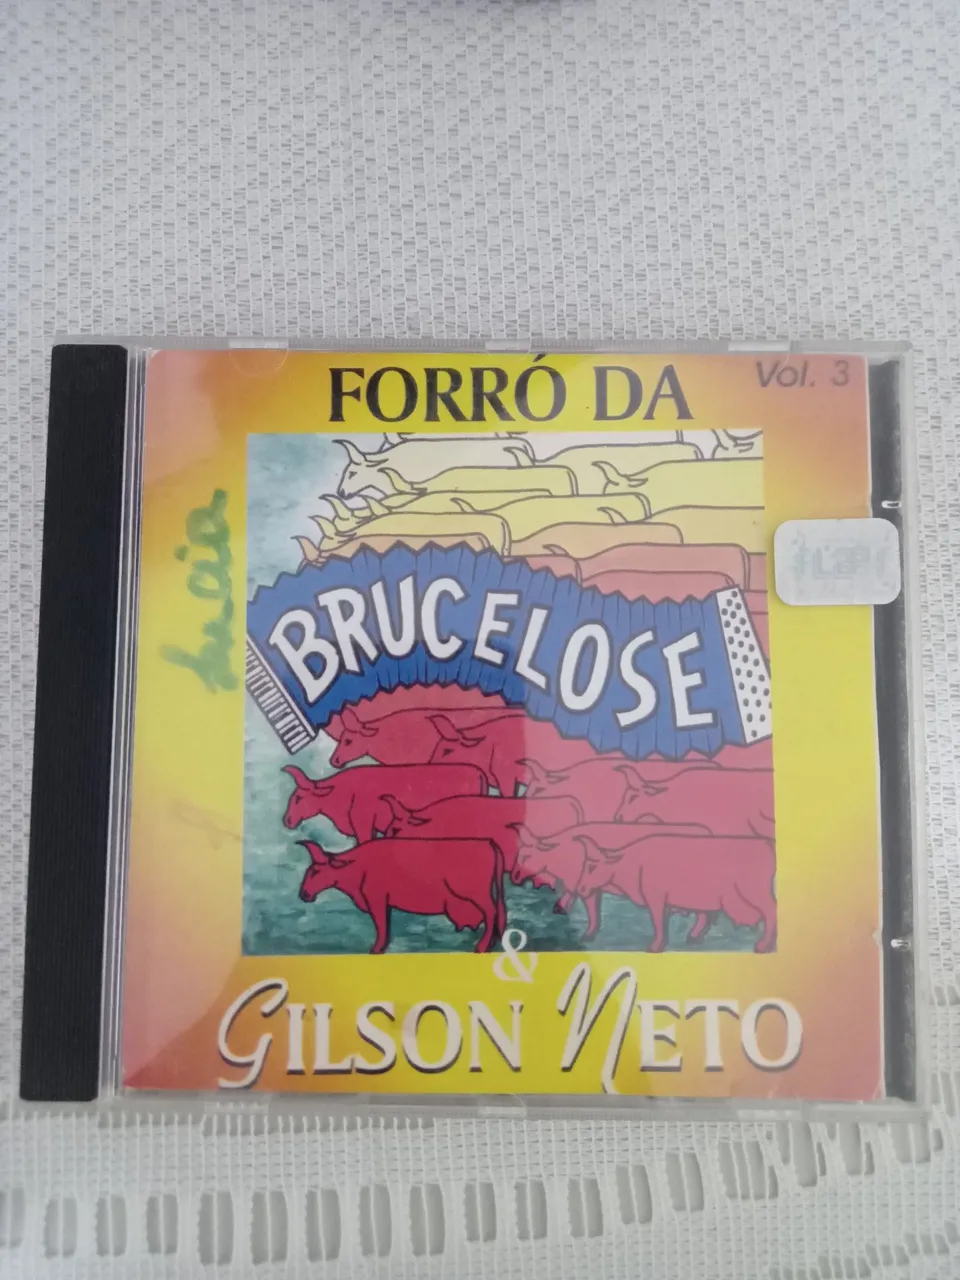 FORRÓ DA
Vol. 3
BRUCELOSE
&
GILSON NETO